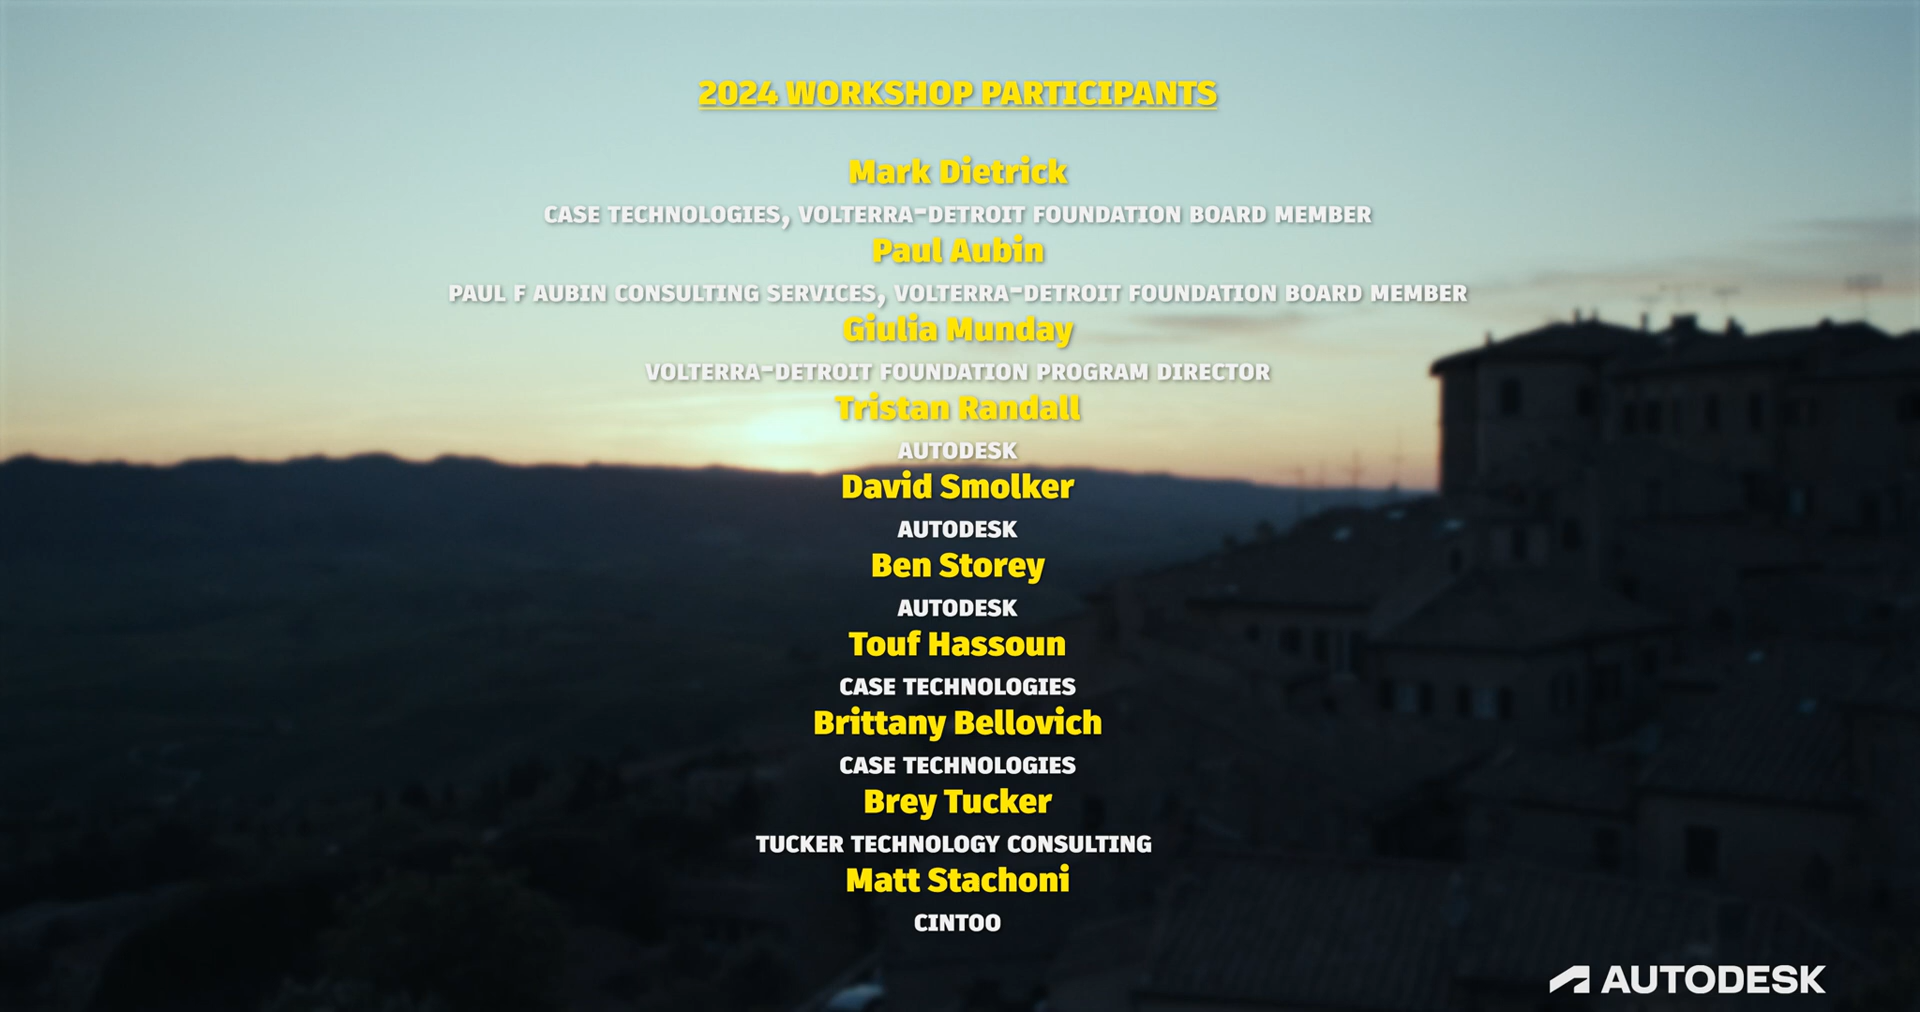 2024 WORKSHOP PARTICIPANTS
Mark Dietrick
CASE TECHNOLOGIES, VOLTERRA-DETROIT FOUNDATION BOARD MEMBER
Paul Aubin
PAUL F AUBIN CONSULTING SERVICES, VOLTERRA-DETROIT FOUNDATION BOARD MEMBER
Giulia Munday
VOLTERRA-DETROIT FOUNDATION PROGRAM DIRECTOR
Tristan Randall
AUTODESK
David Smolker
AUTODESK
Ben Storey
AUTODESK
Touf Hassoun
CASE TECHNOLOGIES
Brittany Bellovich
CASE TECHNOLOGIES
Brey Tucker
TUCKER TECHNOLOGY CONSULTING
Matt Stachoni
CINTOO
AUTODESK